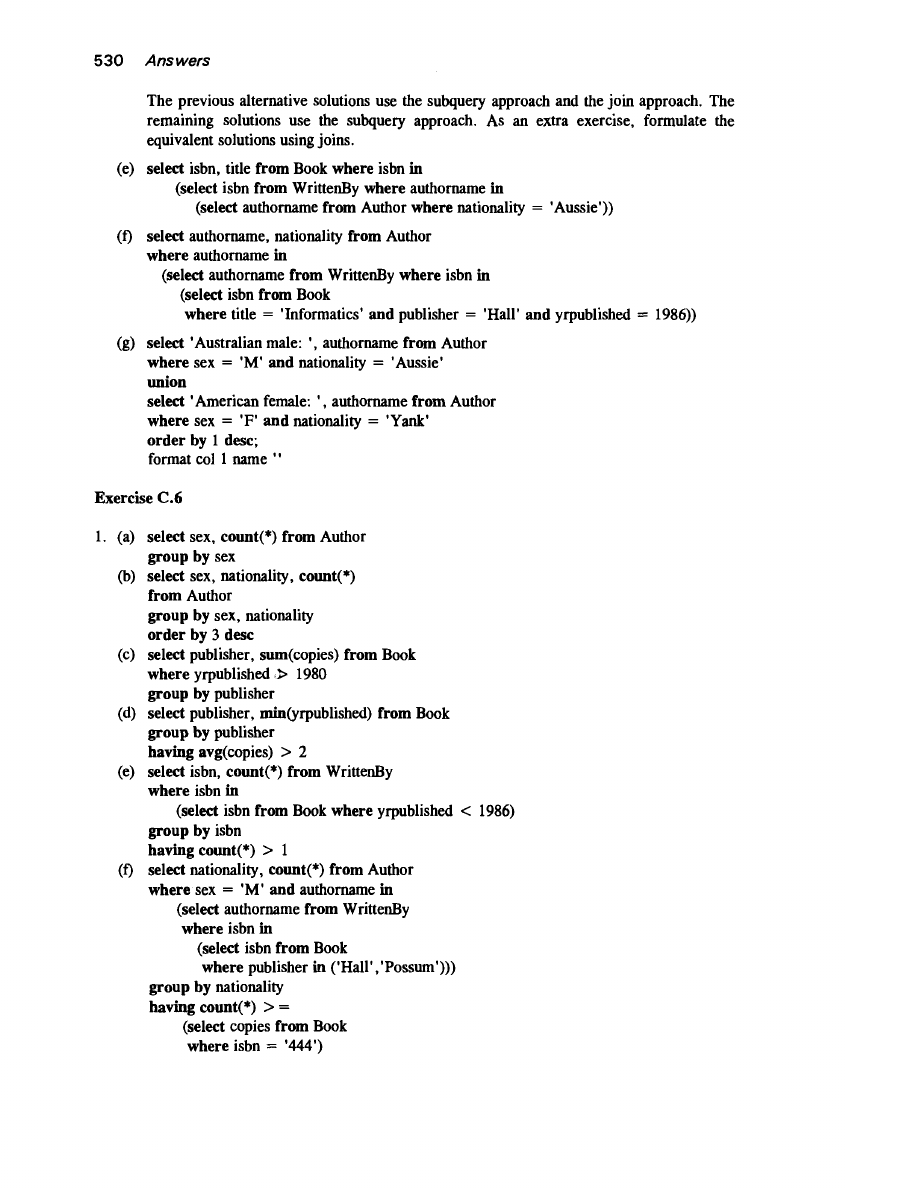 530 Answers
The previous alternative solutions use the subquery approach and the join approach. The
remaining solutions use the subquery approach. As an extra exercise, formulate the
equivalent solutions using joins.
(e) select isbn, title from Book where isbn in
(select isbn from WrittenBy where authorname in
(select authorname from Author where nationality = 'Aussie'))
(f) select authorname, nationality from Author
where authorname in
(select authorname from WrittenBy where isbn in
(select isbn from Book
where title = 'Informatics' and publisher = 'Hall' and yrpublished = 1986))
(g) select 'Australian male: ', authorname from Author
where sex = 'M' and nationality = 'Aussie'
union
select 'American female: ', authorname from Author
where sex = 'F' and nationality = 'Yank'
order by 1 desc;
format col 1 name ''
Exercise C.6
1. (a) select sex, count(*) from Author
group by sex
(b) select sex, nationality, count(*)
from Author
group by sex, nationality
order by 3 desc
(c) select publisher, sum(copies) from Book
where yrpublished > 1980
group by publisher
(d) select publisher, min(yrpublished) from Book
group by publisher
having avg(copies) > 2
(e) select isbn, count(*) from WrittenBy
where isbn in
(select isbn from Book where yrpublished < 1986)
group by isbn
having count(*) > 1
(f) select nationality, count(*) from Author
where sex = 'M' and authorname in
(select authorname from WrittenBy
where isbn in
(select isbn from Book
where publisher in ('Hall','Possum')))
group by nationality
having count(*) > =
(select copies from Book
where isbn = '444')